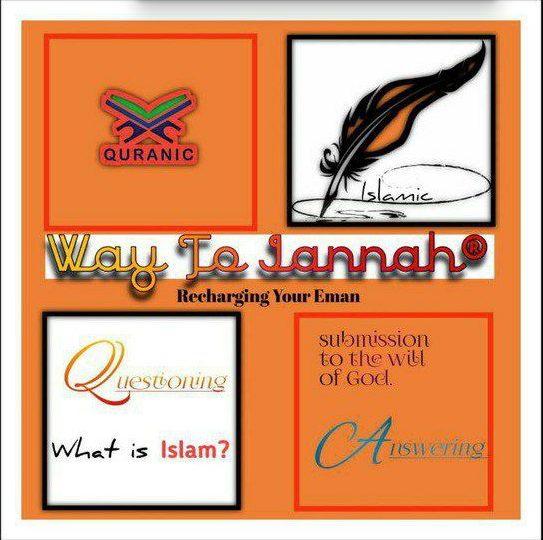 QURANIC
Islamic
Way To Jannah®
Recharging Your Eman
Questioning
What is Islam?
submission
to the will
of God.
Answering